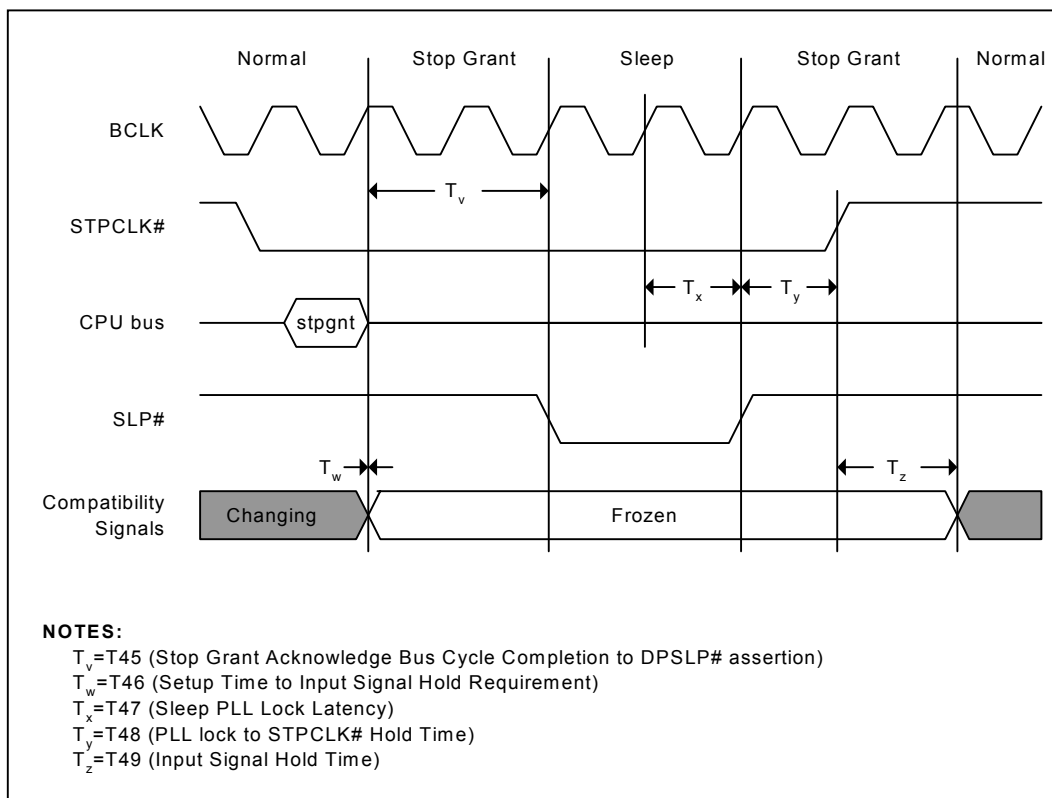 Normal Stop Grant Sleep Stop Grant Normal
BCLK
Tv
STPCLK#
Tx Ty
CPU bus stpgnt
SLP#
Tw Tz
Compatibility
Signals
Changing Frozen
NOTES:
Tv=T45 (Stop Grant Acknowledge Bus Cycle Completion to DPSLP# assertion)
Tw=T46 (Setup Time to Input Signal Hold Requirement)
Tx=T47 (Sleep PLL Lock Latency)
Ty=T48 (PLL lock to STPCLK# Hold Time)
Tz=T49 (Input Signal Hold Time)